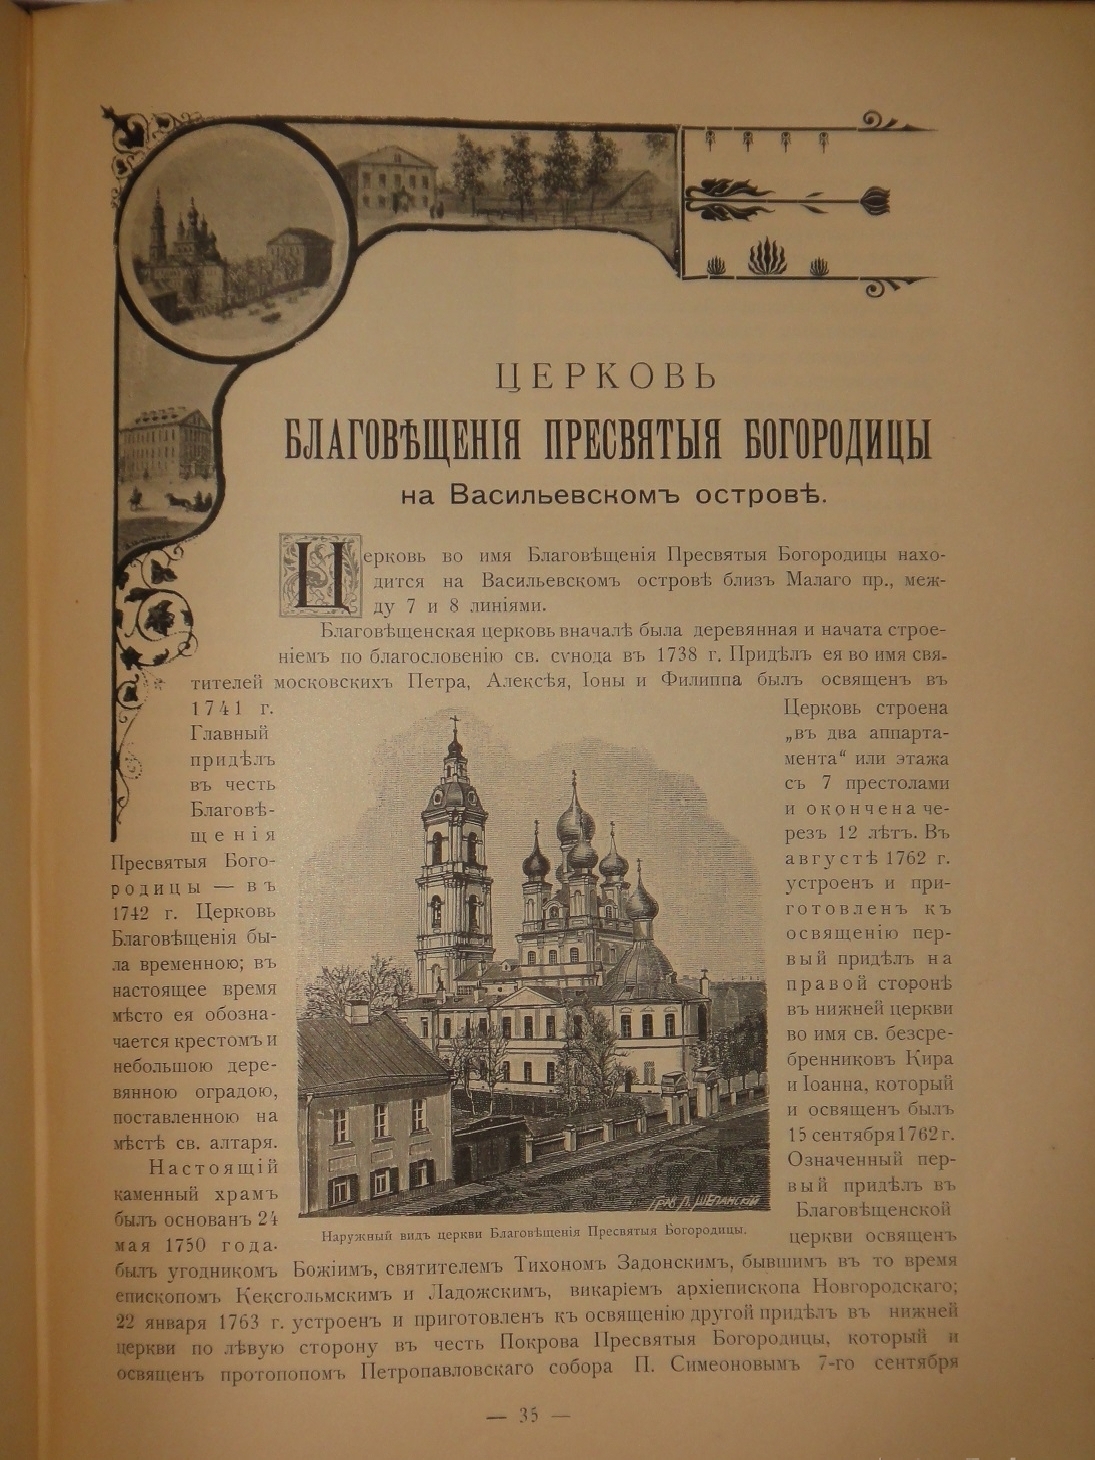 ЦЕРКОВЬ
БЛАГОВѢЩЕНІЯ ПРЕСВЯТЫЯ БОГОРОДИЦЫ
на Васильевскомъ островѣ.
Церковь во имя Благовѣщенія Пресвятыя Богородицы нахо-
дится на Васильевскомъ островѣ близъ Малаго пр., меж-
ду 7 и 8 линіями.
Благовѣщенская церковь вначалѣ была деревянная и начата строе-
ніемъ по благословенію св. сѵнода въ 1738 г. Придѣлъ ея во имя свя-
тителей московскихъ Петра, Алексѣя, Іоны и Филиппа былъ освященъ въ
1741 г.
Главный
придѣлъ
въ честь
Благовѣ-
щенія
Пресвятыя Бого-
родицы — въ
1742 г. Церковь
Благовѣщенія бы-
ла временною; въ
настоящее время
мѣсто ея обозна-
чается крестомъ и
небольшою дере-
вянною оградою,
поставленною на
мѣстѣ св. алтаря.
Настоящій
каменный храмъ
былъ основанъ 24
мая 1750 года.
Церковь строена
„въ два аппарта-
мента“ или этажа
съ 7 престолами
и окончена че-
резъ 12 лѣтъ. Въ
августѣ 1762 г.
устроенъ и при-
готовленъ къ
освященію пер-
вый придѣлъ на
правой сторонѣ
въ нижней церкви
во имя св. безсре-
бренниковъ Кира
и Іоанна, который
и освященъ былъ
15 сентября 1762 г.
Означенный пер-
вый придѣлъ въ
Благовѣщенской
церкви освященъ
ГРАВ. П. ШЕПАНСКІЙ
Наружный видъ церкви Благовѣщенія Пресвятыя Богородицы.
былъ угодникомъ Божіимъ, святителемъ Тихономъ Задонскимъ, бывшимъ въ то время
епископомъ Кексгольмскимъ и Ладожскимъ, викаріемъ архіепископа Новгородскаго;
22 января 1763 г. устроенъ и приготовленъ къ освященію другой придѣлъ въ нижней
церкви по лѣвую сторону въ честь Покрова Пресвятыя Богородицы, который и
освященъ протопопомъ Петропавловскаго собора П. Симеоновымъ 7-го сентября
— 35 —